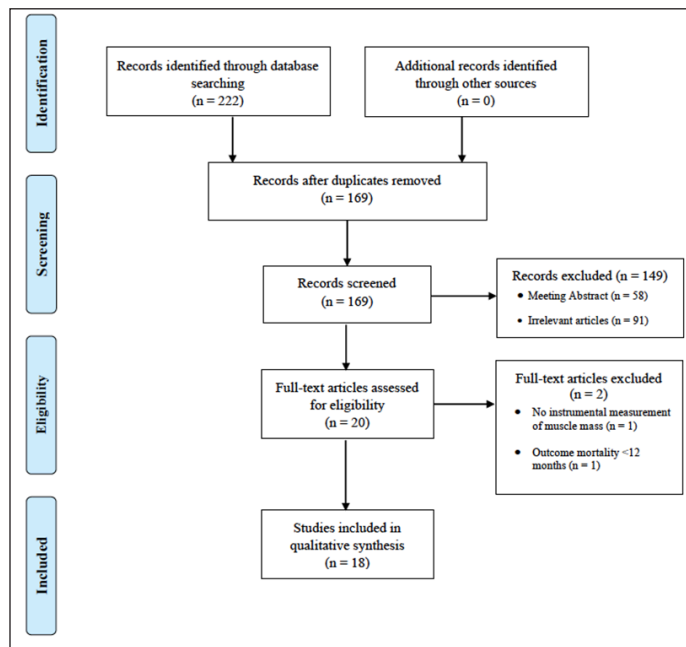 Identification
Records identified through database
searching
(n = 222)
Additional records identified
through other sources
(n = 0)
Records after duplicates removed
(n = 169)
Screening
Records screened
(n = 169)
Records excluded (n = 149)
• Meeting Abstract (n = 58)
• Irrelevant articles (n = 91)
Eligibility
Full-text articles assessed
for eligibility
(n = 20)
Full-text articles excluded
(n = 2)
• No instrumental measurement
of muscle mass (n = 1)
• Outcome mortality <12
months (n = 1)
Included
Studies included in
qualitative synthesis
(n = 18)